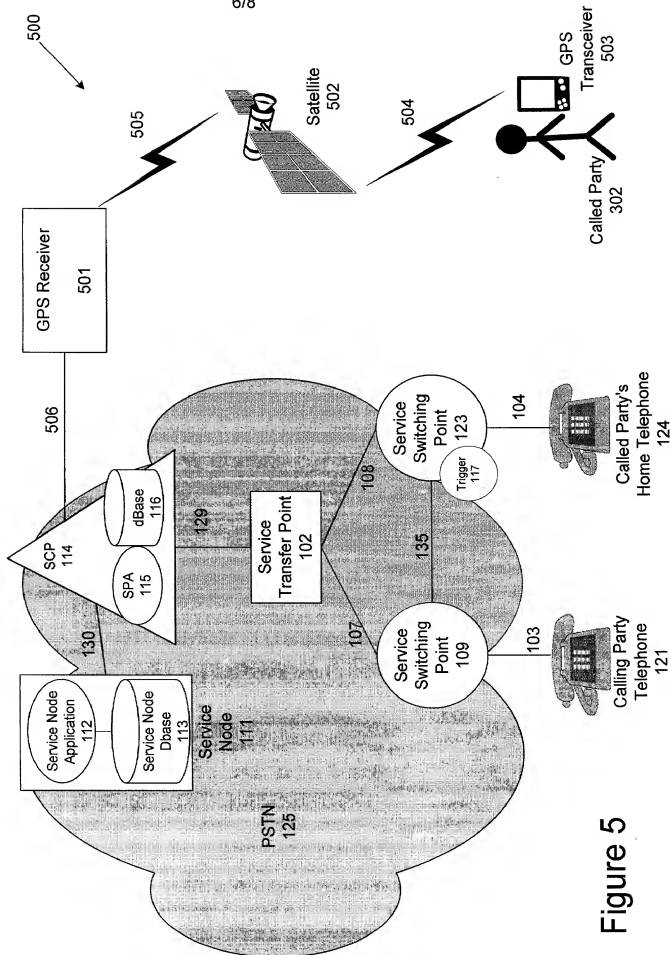 6/8
500
GPS Receiver
501
505
Satellite
502
504
GPS
Transceiver
503
Called Party
302
506
SCP
114
SPA
115
dBase
116
130
129
Service Node
Application
112
Service Node
Dbase
113
Service
Node
111
PSTN
125
Service
Transfer Point
102
107
108
Service
Switching
Point
109
135
Service
Switching
Point
123
Trigger
117
103
104
Calling Party
Telephone
121
Called Party's
Home Telephone
124
Figure 5